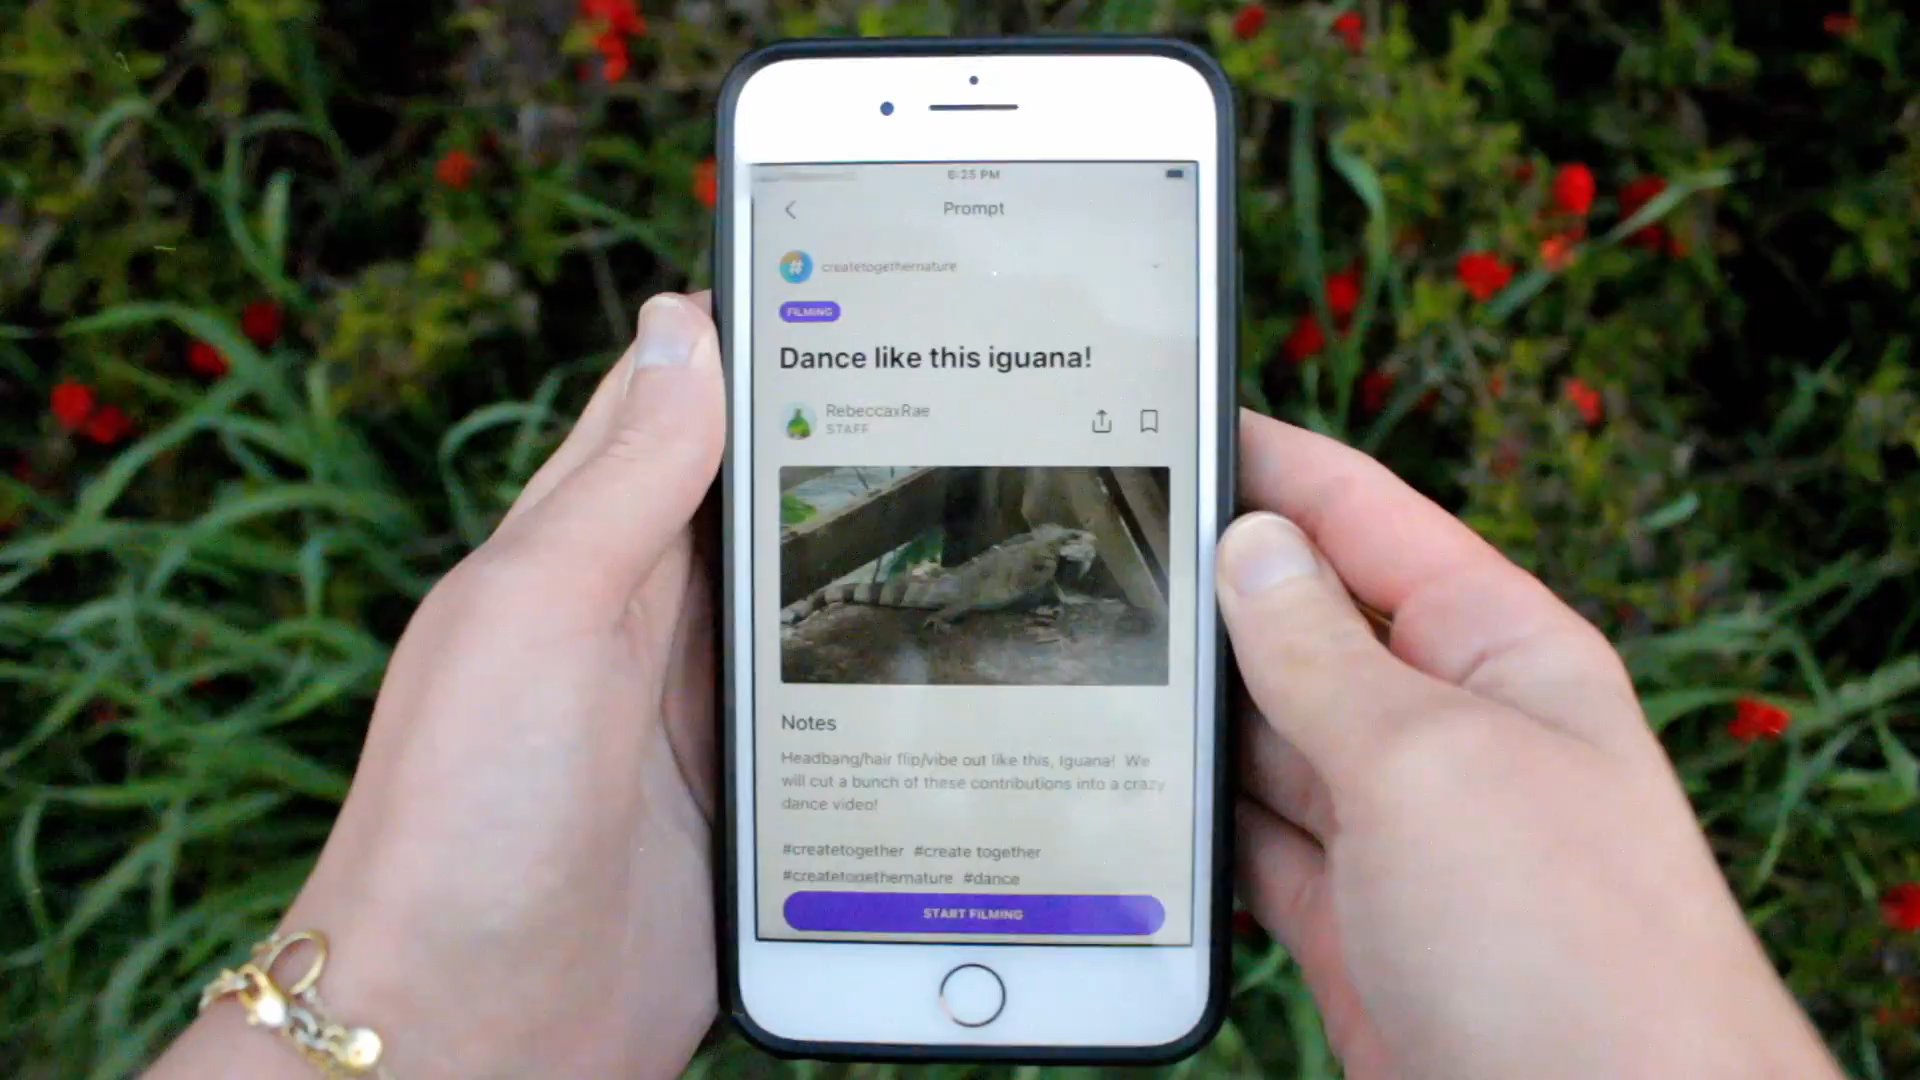 6:25 PM
Prompt
#
createtogethernature
FILMING
Dance like this iguana!
RebeccaxRae
STAFF
Notes
Headbang/hair flip/vibe out like this, Iguana! We
will cut a bunch of these contributions into a crazy
dance video!
#createtogether #create together
#createtogethernature #dance
START FILMING